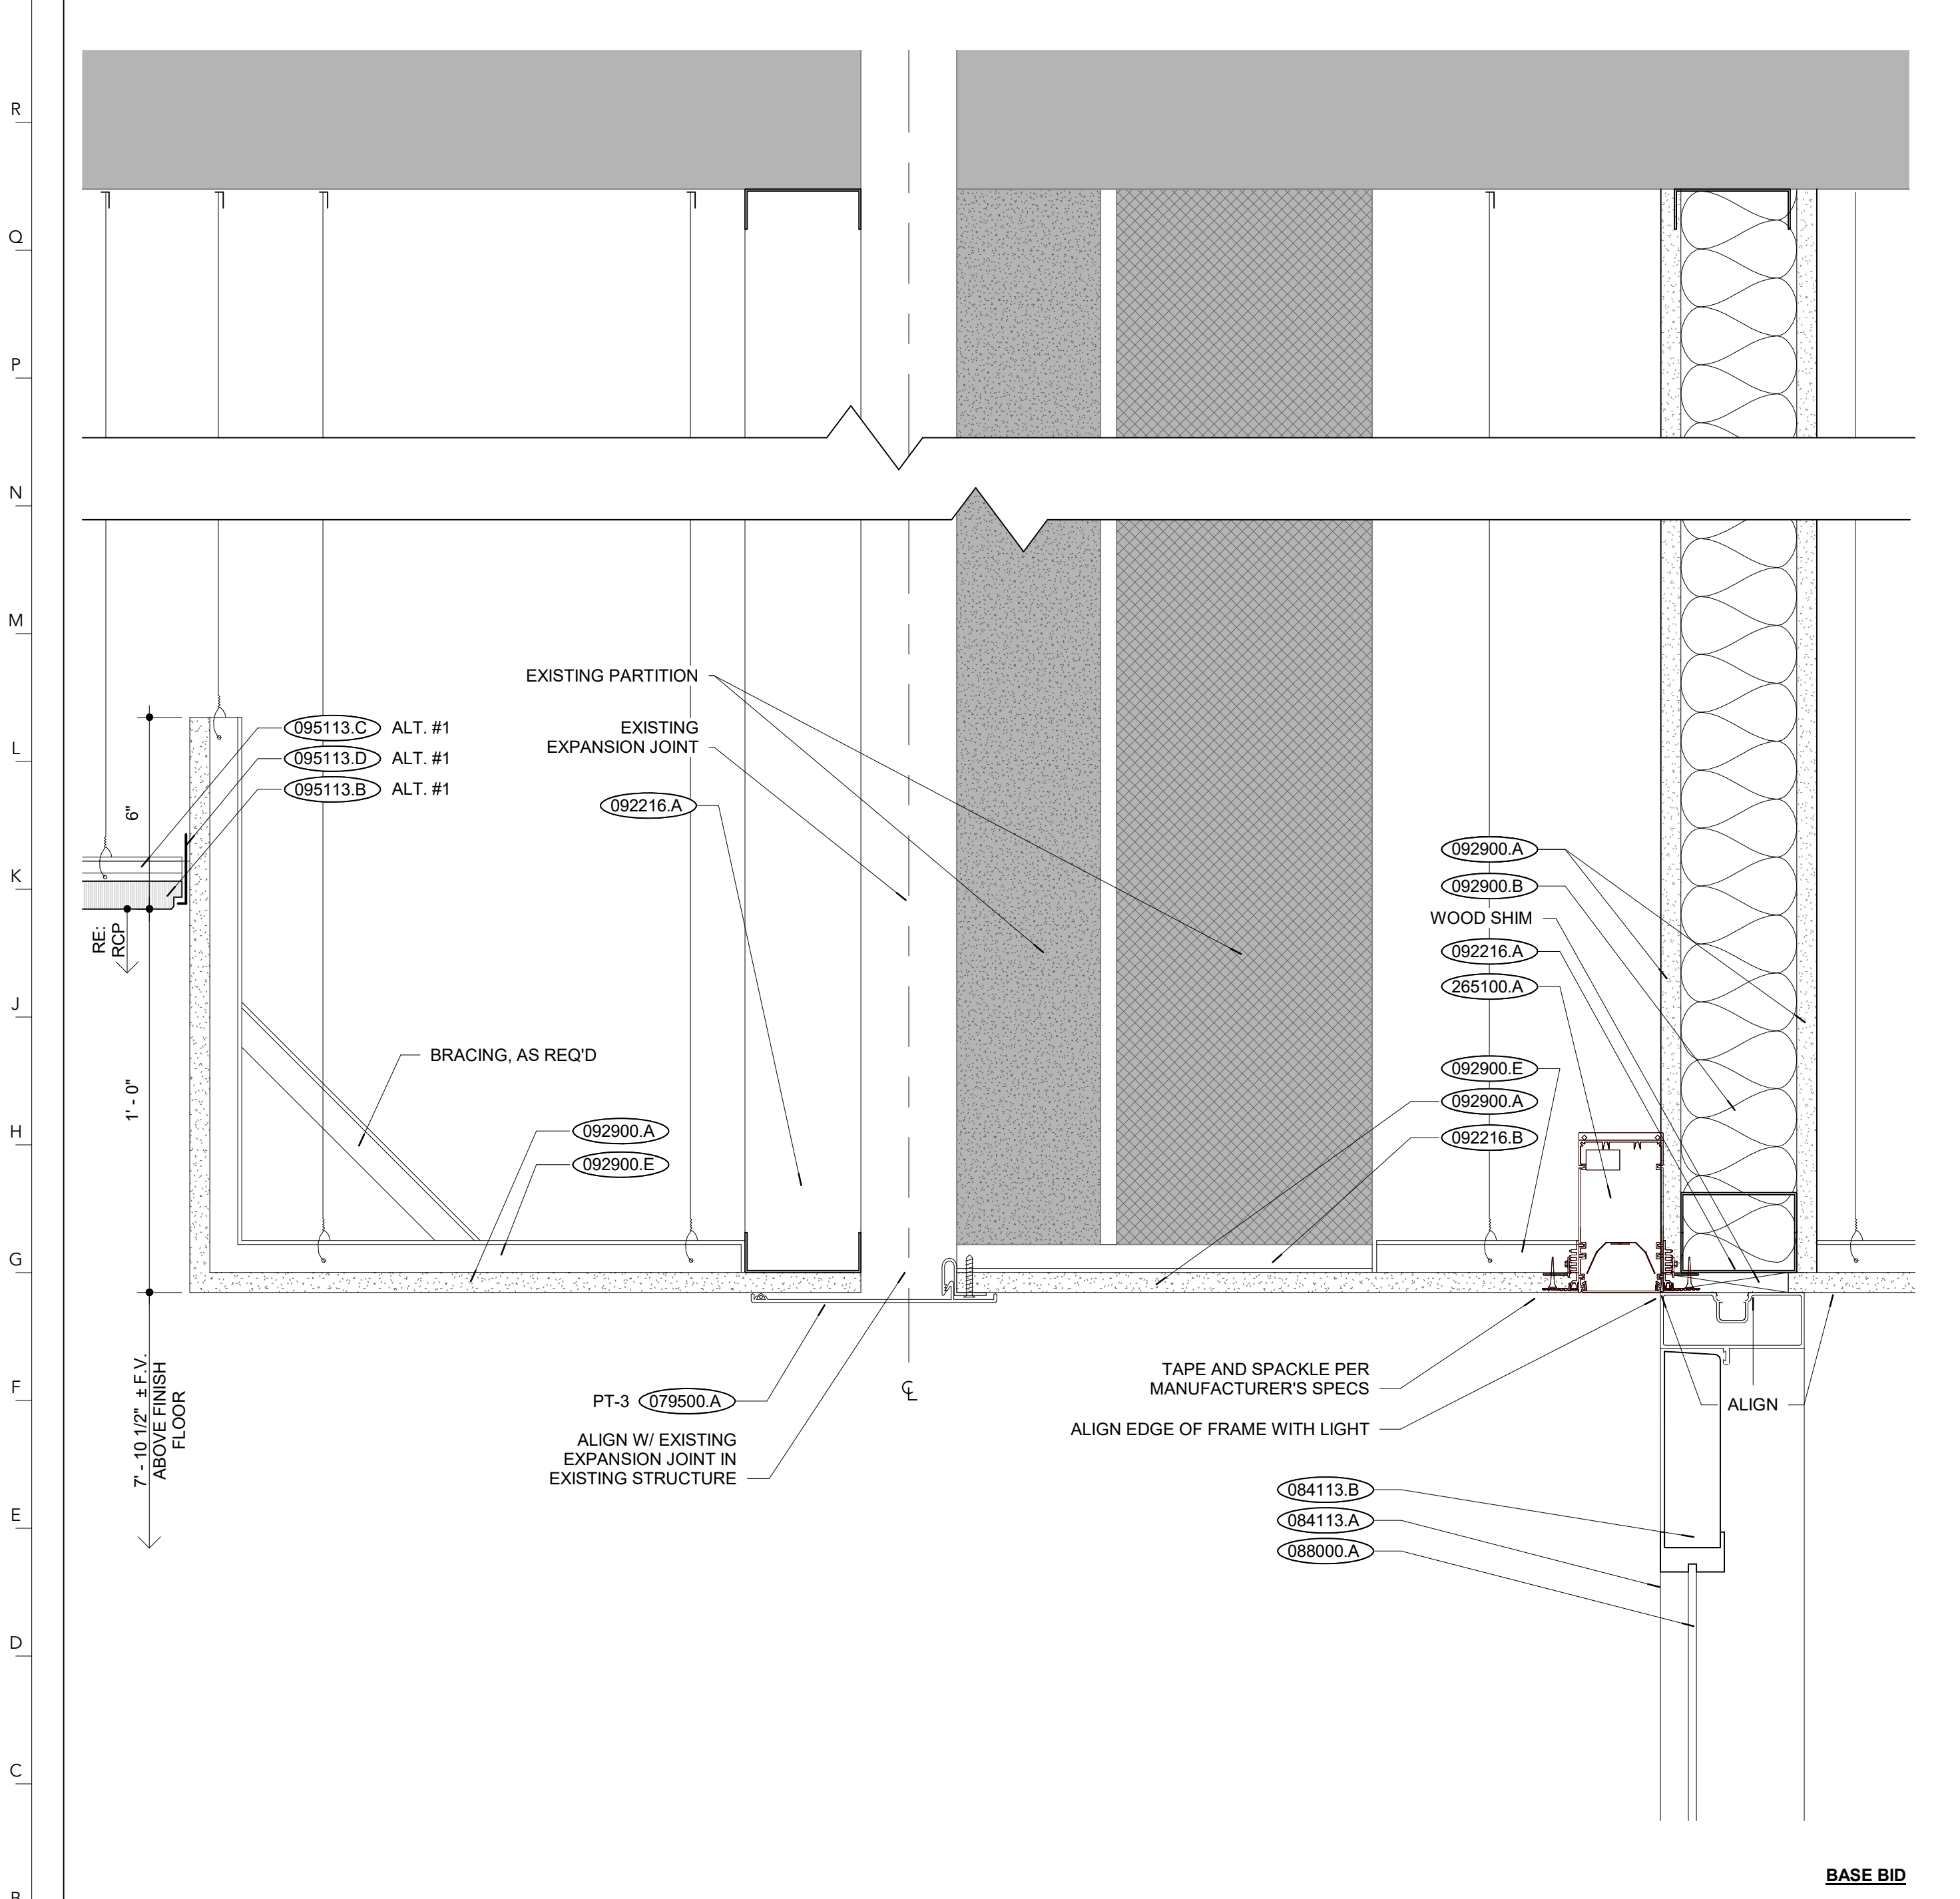 R
Q
P
N
M
L
K
J
H
G
F
E
D
C
B
EXISTING PARTITION
EXISTING
EXPANSION JOINT
095113.C ALT. #1
095113.D ALT. #1
095113.B ALT. #1
092216.A
6"
RE:
RCP
1' - 0"
BRACING, AS REQ'D
092900.A
092900.E
092900.A
092900.B
WOOD SHIM
092216.A
265100.A
092900.E
092900.A
092216.B
7' - 10 1/2" ± F.V.
ABOVE FINISH
FLOOR
PT-3 079500.A
ALIGN W/ EXISTING
EXPANSION JOINT IN
EXISTING STRUCTURE
CL
TAPE AND SPACKLE PER
MANUFACTURER'S SPECS
ALIGN EDGE OF FRAME WITH LIGHT
ALIGN
084113.B
084113.A
088000.A
BASE BID